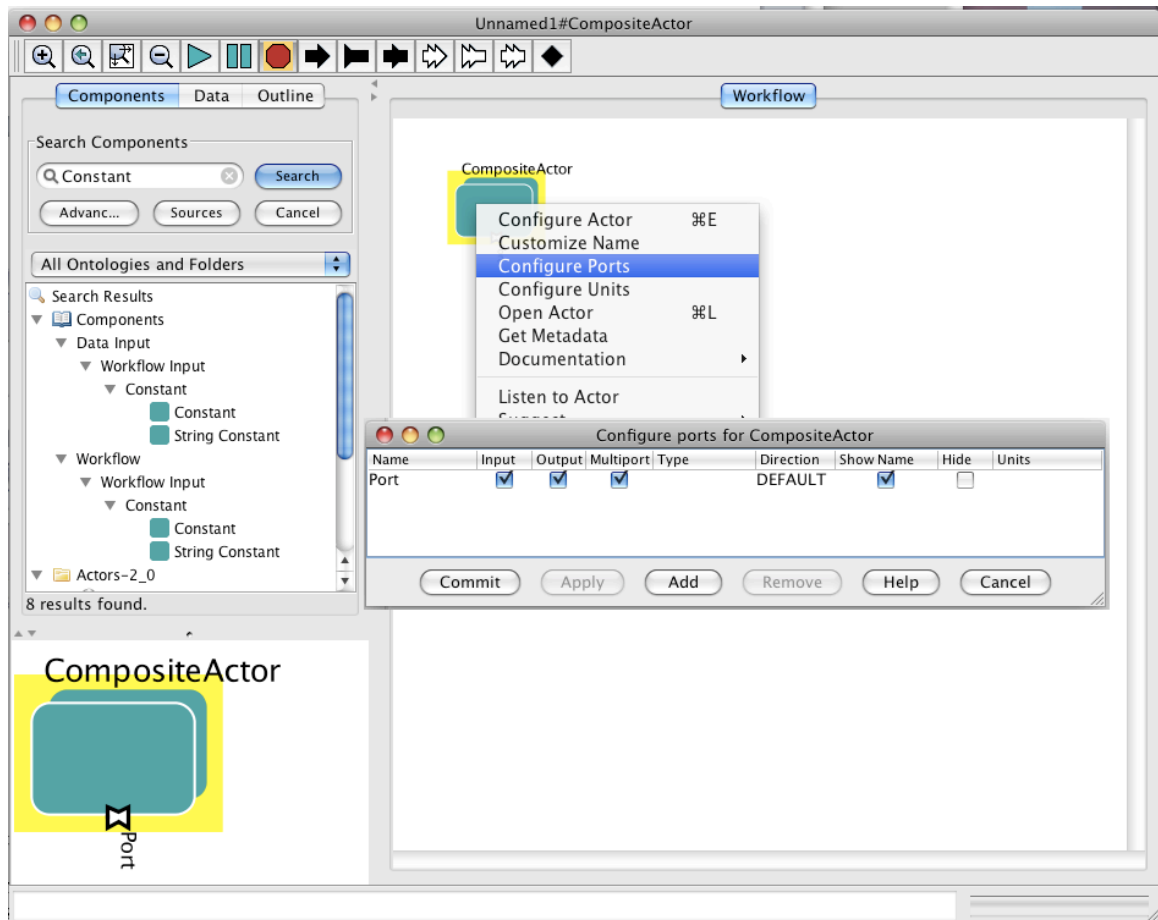 Unnamed1#CompositeActor
Components Data Outline
Workflow
Search Components
Constant Search
Advanc... Sources Cancel
All Ontologies and Folders
Search Results
Components
Data Input
Workflow Input
Constant
Constant
String Constant
Workflow
Workflow Input
Constant
Constant
String Constant
Actors-2_0
8 results found.
CompositeActor
Port
CompositeActor
Configure Actor ⌘E
Customize Name
Configure Ports
Configure Units
Open Actor ⌘L
Get Metadata
Documentation
Listen to Actor
Configure ports for CompositeActor
Name Input Output Multiport Type Direction Show Name Hide Units
Port DEFAULT
Commit Apply Add Remove Help Cancel